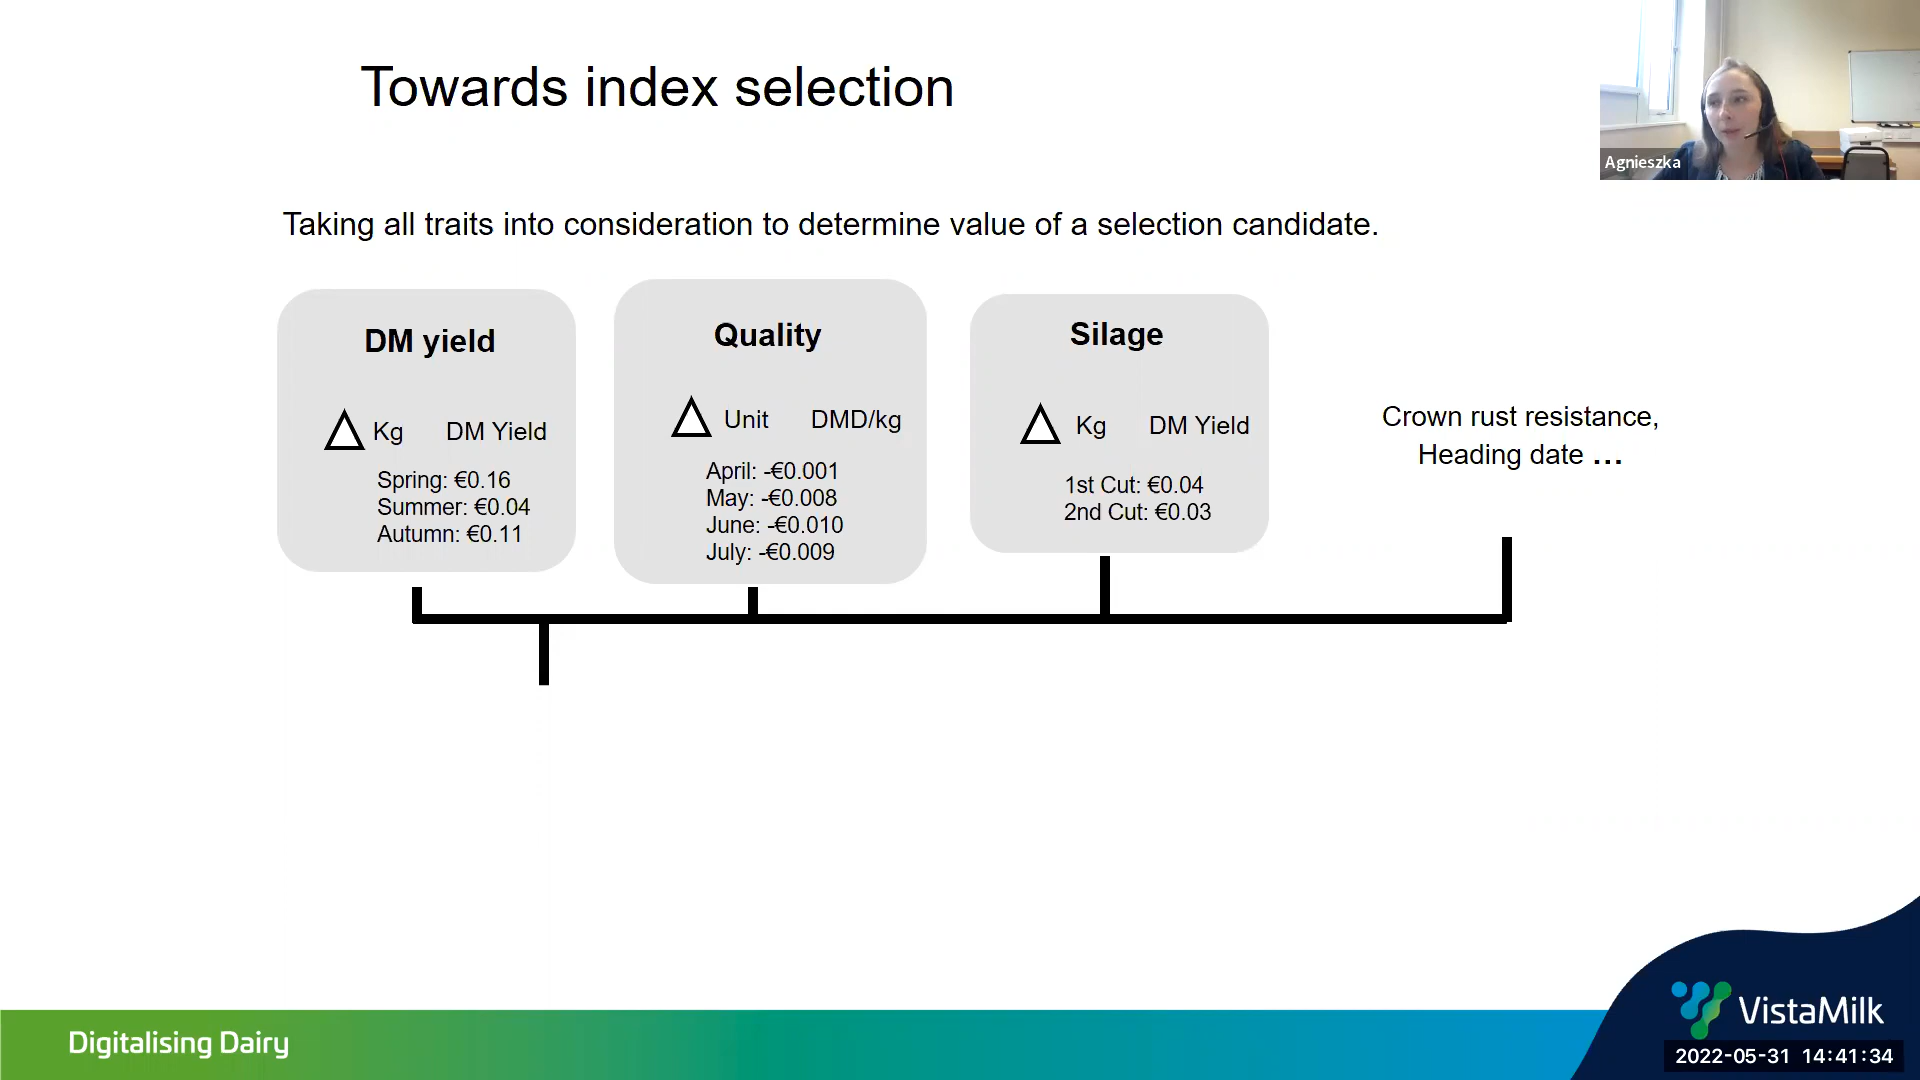 Towards index selection
Agnieszka
Taking all traits into consideration to determine value of a selection candidate.
DM yield
Kg DM Yield
Spring: €0.16
Summer: €0.04
Autumn: €0.11
Quality
Unit DMD/kg
April: -€0.001
May: -€0.008
June: -€0.010
July: -€0.009
Silage
Kg DM Yield
1st Cut: €0.04
2nd Cut: €0.03
Crown rust resistance,
Heading date ...
Digitalising Dairy
VistaMilk
2022-05-31 14:41:34